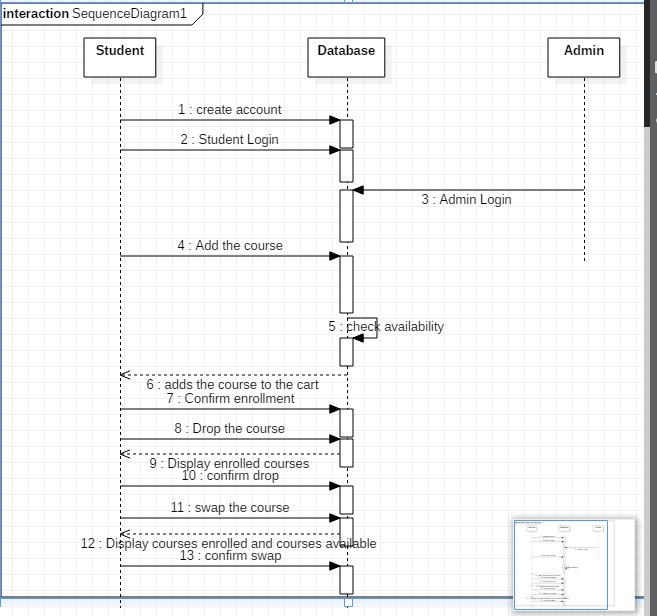 interaction SequenceDiagram1
Student
Database
Admin
1 : create account
2 : Student Login
3 : Admin Login
4 : Add the course
5 : check availability
6 : adds the course to the cart
7 : Confirm enrollment
8 : Drop the course
9 : Display enrolled courses
10 : confirm drop
11 : swap the course
12 : Display courses enrolled and courses available
13 : confirm swap